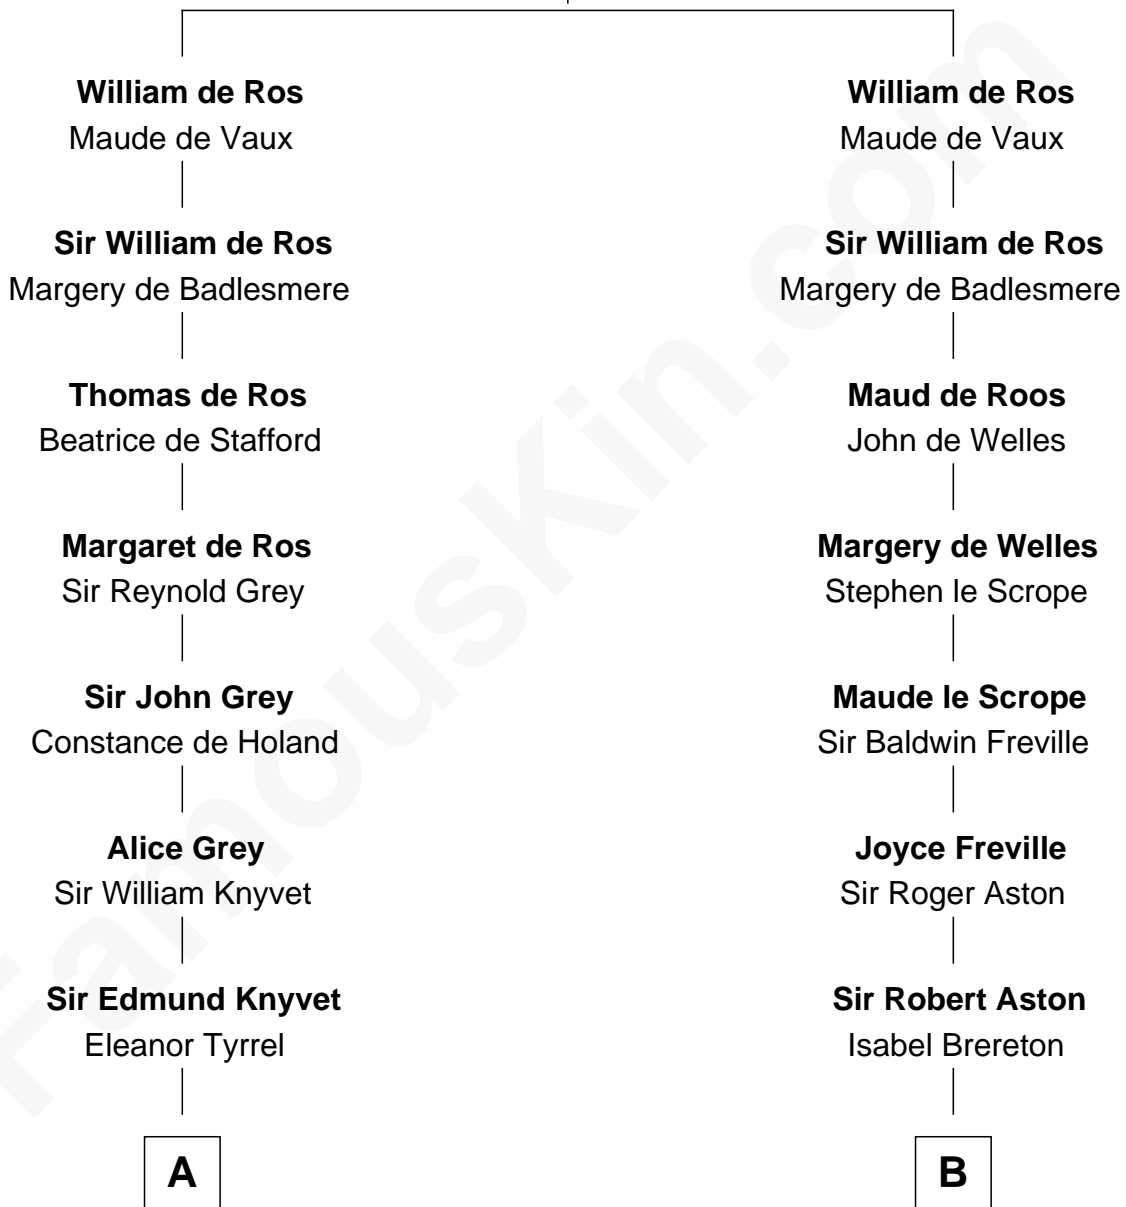 William de Ros
Maude de Vaux
Sir William de Ros
Margery de Badlesmere
Thomas de Ros
Beatrice de Stafford
Margaret de Ros
Sir Reynold Grey
Sir John Grey
Constance de Holand
Alice Grey
Sir William Knyvet
Sir Edmund Knyvet
Eleanor Tyrrel
A
William de Ros
Maude de Vaux
Sir William de Ros
Margery de Badlesmere
Maud de Roos
John de Welles
Margery de Welles
Stephen le Scrope
Maude le Scrope
Sir Baldwin Freville
Joyce Freville
Sir Roger Aston
Sir Robert Aston
Isabel Brereton
B
FamousKin.com